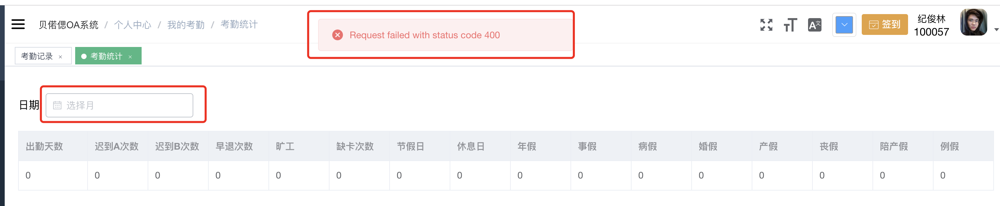 贝偌偲OA系统 / 个人中心 / 我的考勤 / 考勤统计
Request failed with status code 400
签到
纪俊林
100057
考勤记录 ×
考勤统计 ×
日期 选择月
出勤天数 迟到A次数 迟到B次数 早退次数 旷工 缺卡次数 节假日 休息日 年假 事假 病假 婚假 产假 丧假 陪产假 例假
0 0 0 0 0 0 0 0 0 0 0 0 0 0 0 0